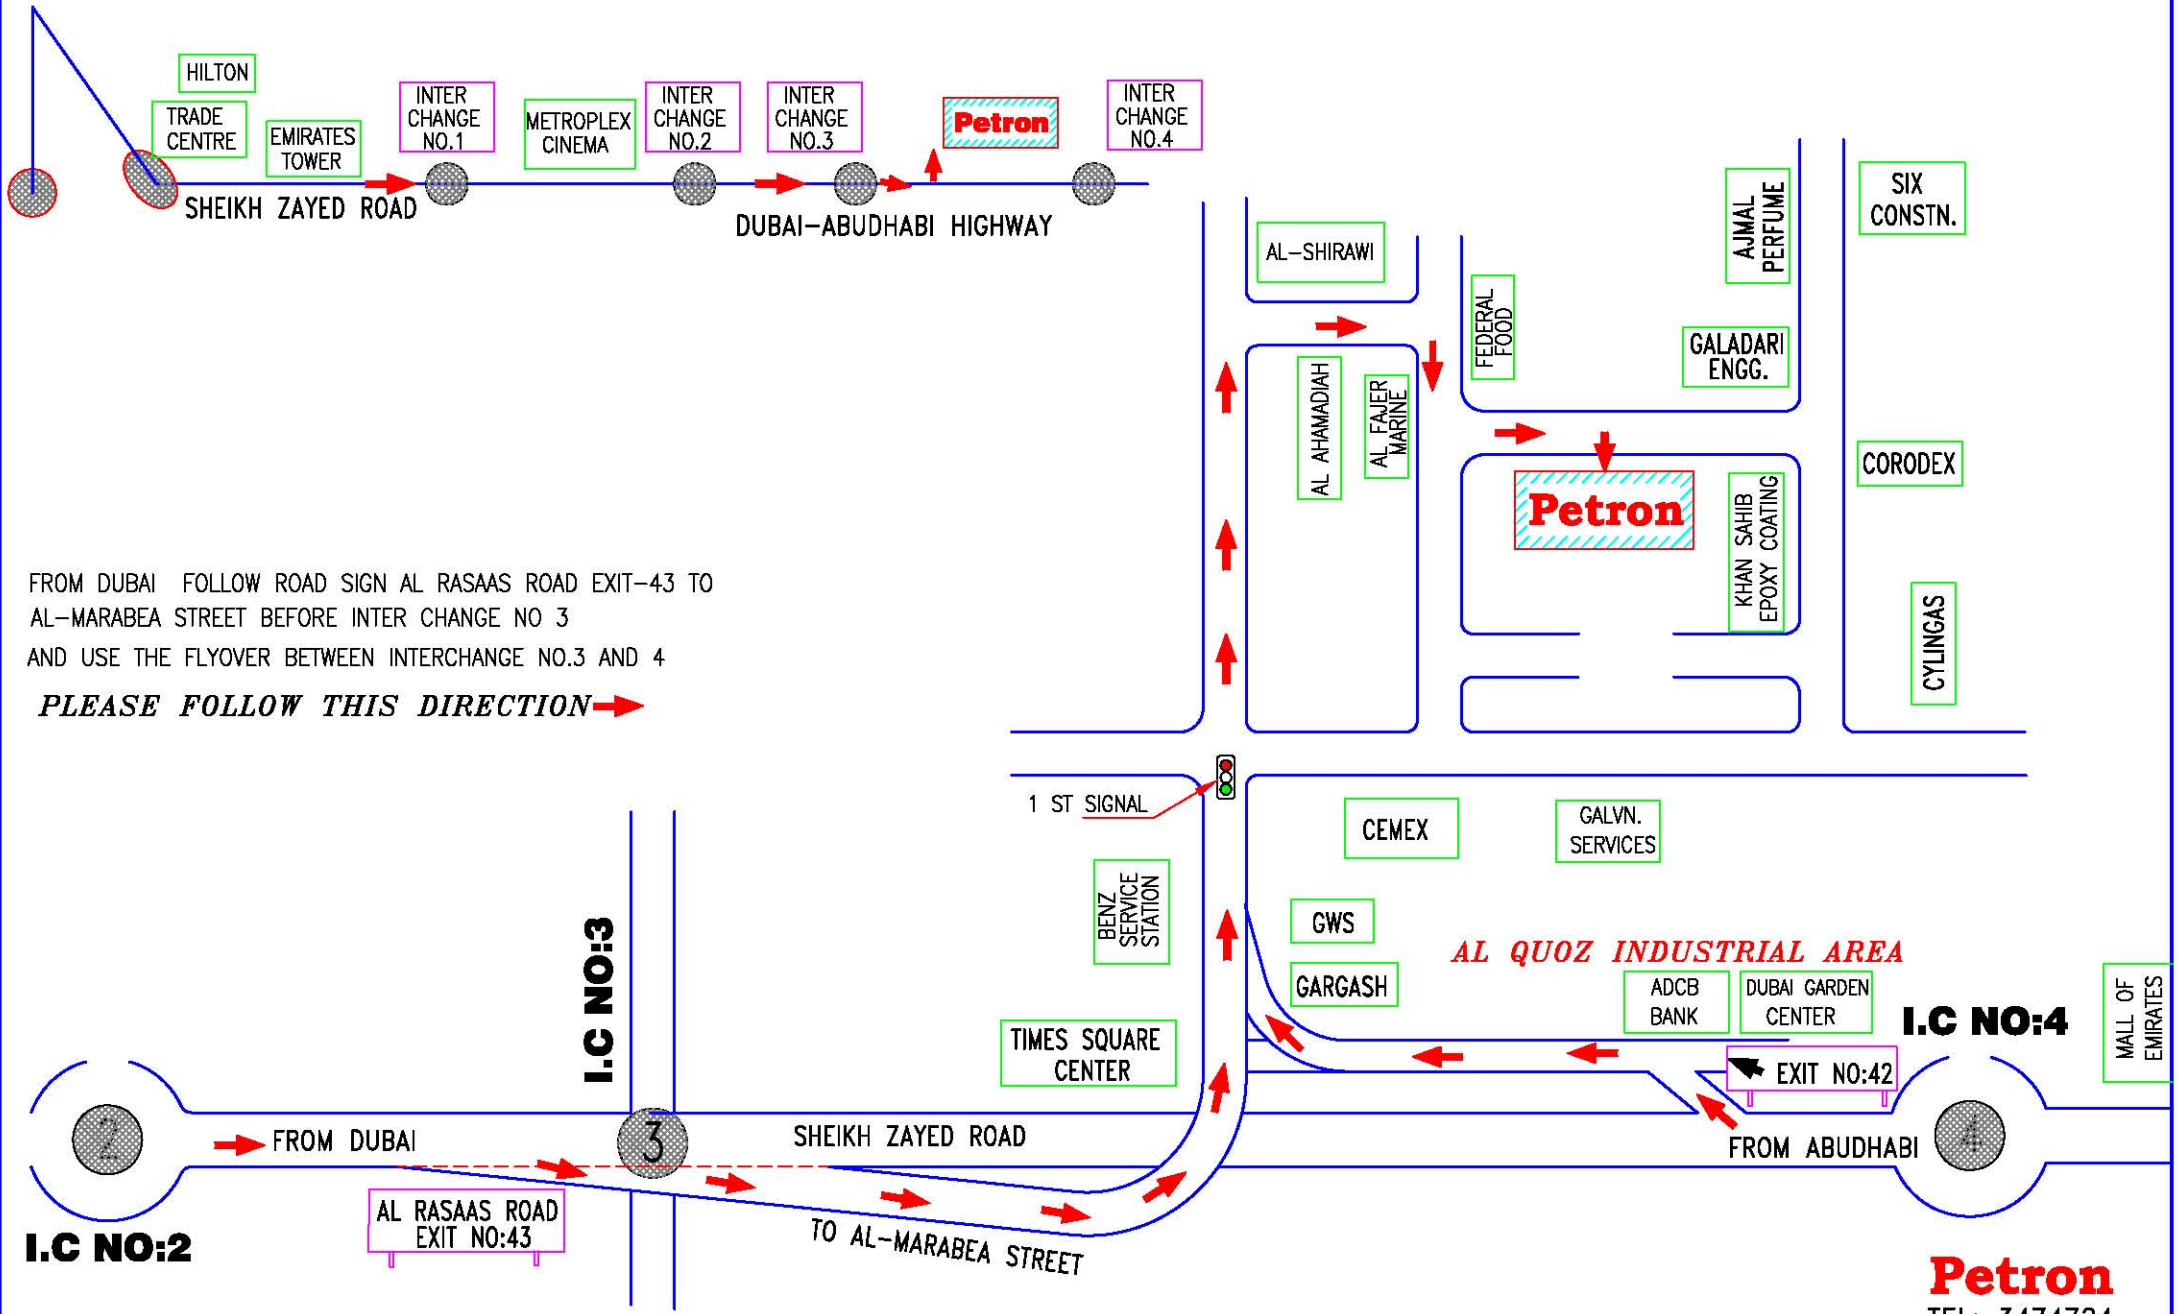 HILTON
TRADE
CENTRE
EMIRATES
TOWER
INTER
CHANGE
NO.1
METROPLEX
CINEMA
INTER
CHANGE
NO.2
INTER
CHANGE
NO.3
Petron
INTER
CHANGE
NO.4
SHEIKH ZAYED ROAD
DUBAI-ABUDHABI HIGHWAY
AL-SHIRAWI
FEDERAL
FOOD
AJMAL
PERFUME
SIX
CONSTN.
GALADARI
ENGG.
AL AHAMADIAH
AL FAJER
MARINE
CORODEX
Petron
KHAN SAHIB
EPOXY COATING
CYLINGAS
FROM DUBAI FOLLOW ROAD SIGN AL RASAAS ROAD EXIT-43 TO
AL-MARABEA STREET BEFORE INTER CHANGE NO 3
AND USE THE FLYOVER BETWEEN INTERCHANGE NO.3 AND 4
PLEASE FOLLOW THIS DIRECTION
1 ST SIGNAL
CEMEX
GALVN.
SERVICES
BENZ
SERVICE
STATION
GWS
GARGASH
AL QUOZ INDUSTRIAL AREA
ADCB
BANK
DUBAI GARDEN
CENTER
I.C NO:4
MALL OF
EMIRATES
I.C NO:3
TIMES SQUARE
CENTER
EXIT NO:42
2
FROM DUBAI
3
SHEIKH ZAYED ROAD
FROM ABUDHABI
4
AL RASAAS ROAD
EXIT NO:43
TO AL-MARABEA STREET
I.C NO:2
Petron